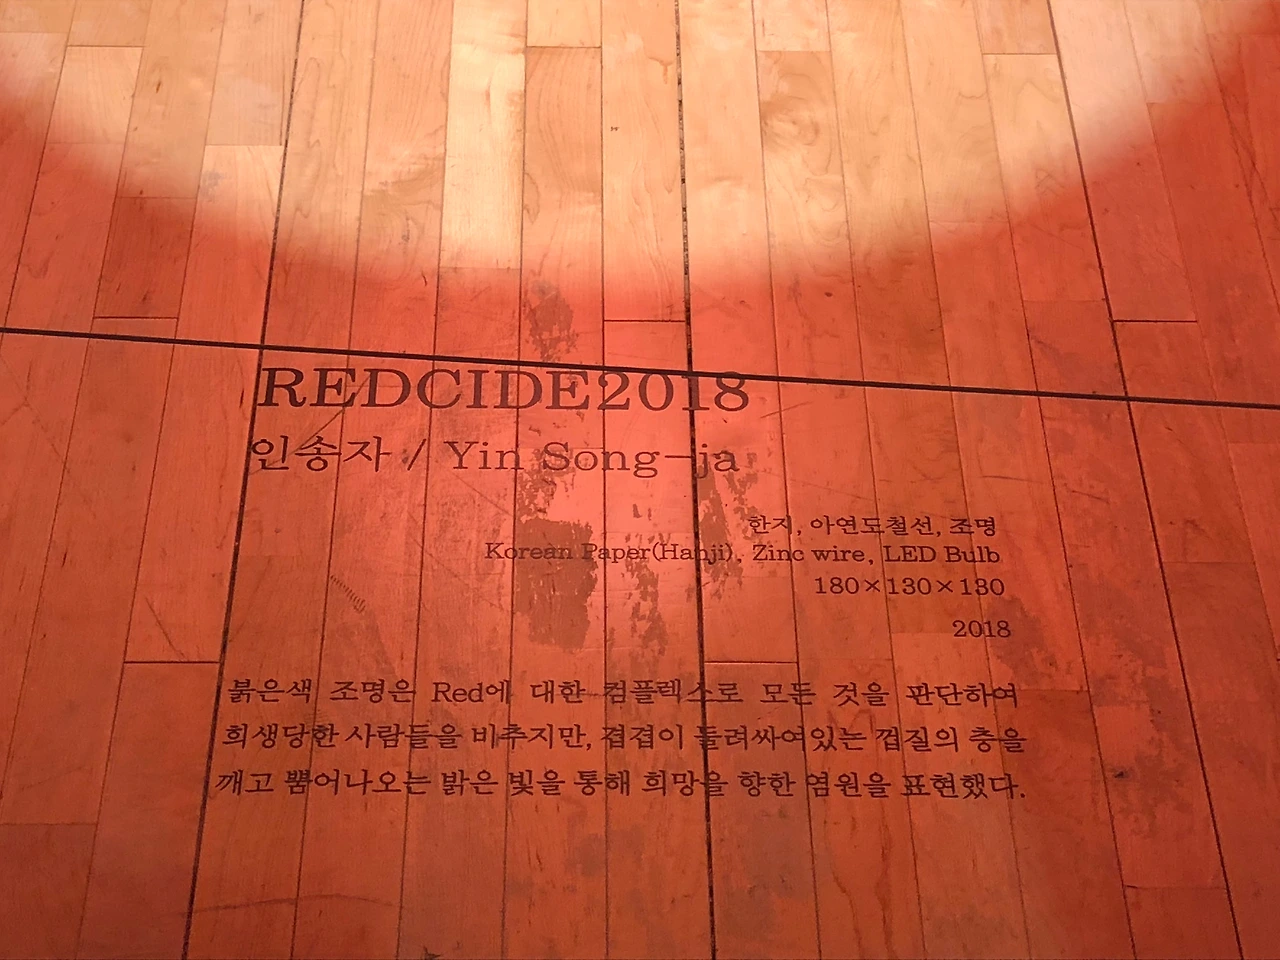 REDCIDE2018
인송자 / Yin Song-ja
한지, 아연도철선, 조명
Korean Paper(Hanji), Zinc wire, LED Bulb
180×130×130
2018
붉은색 조명은 Red에 대한 컴플렉스로 모든 것을 판단하여
희생당한 사람들을 비추지만, 겹겹이 둘러싸여있는 껍질의 층을
깨고 뿜어나오는 밝은 빛을 통해 희망을 향한 염원을 표현했다.